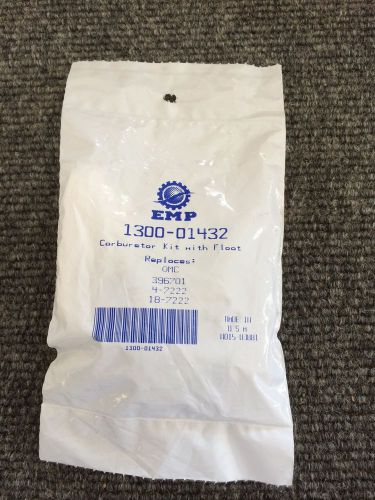 EMP
1300-01432
Carburetor Kit with Float
Replaces:
OMC
396701
4-7222
18-7222
MADE IN
U S A
1300-01432